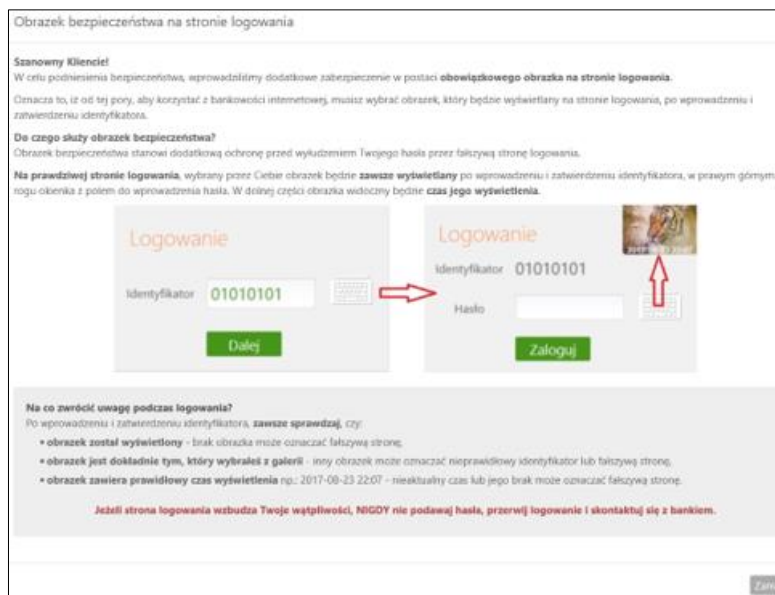 Obrazek bezpieczeństwa na stronie logowania
Szanowny Kliencie!
W celu podniesienia bezpieczeństwa, wprowadziliśmy dodatkowe zabezpieczenie w postaci obowiązkowego obrazka na stronie logowania.
Oznacza to, iż od tej pory, aby korzystać z bankowości internetowej, musisz wybrać obrazek, który będzie wyświetlany na stronie logowania, po wprowadzeniu i
zatwierdzeniu identyfikatora.
Do czego służy obrazek bezpieczeństwa?
Obrazek bezpieczeństwa stanowi dodatkową ochronę przed wyłudzeniem Twojego hasła przez fałszywą stronę logowania.
Na prawdziwej stronie logowania, wybrany przez Ciebie obrazek będzie zawsze wyświetlany po wprowadzeniu i zatwierdzeniu identyfikatora, w prawym górnym
rogu okienka z polem do wprowadzenia hasła. W dolnej części obrazka widoczny będzie czas jego wyświetlenia.
Logowanie
Identyfikator 01010101
Dalej
Logowanie
2017-08-23 22:07
Identyfikator 01010101
Hasło
Zaloguj
Na co zwrócić uwagę podczas logowania?
Po wprowadzeniu i zatwierdzeniu identyfikatora, zawsze sprawdzaj, czy:
• obrazek został wyświetlony - brak obrazka może oznaczać fałszywą stronę,
• obrazek jest dokładnie tym, który wybrałeś z galerii - inny obrazek może oznaczać nieprawidłowy identyfikator lub fałszywą stronę,
• obrazek zawiera prawidłowy czas wyświetlenia np.: 2017-08-23 22:07 - nieaktualny czas lub jego brak może oznaczać fałszywą stronę.
Jeżeli strona logowania wzbudza Twoje wątpliwości, NIGDY nie podawaj hasła, przerwij logowanie i skontaktuj się z bankiem.